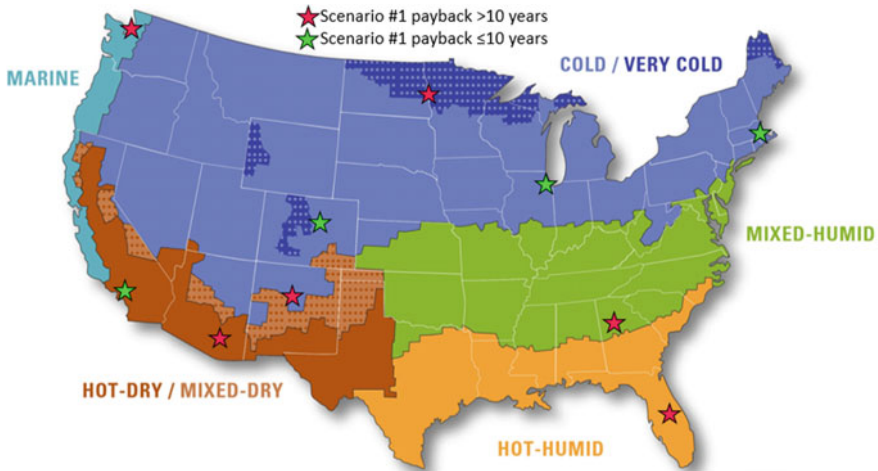 Scenario #1 payback >10 years
Scenario #1 payback ≤10 years
MARINE
COLD / VERY COLD
MIXED-HUMID
HOT-DRY / MIXED-DRY
HOT-HUMID